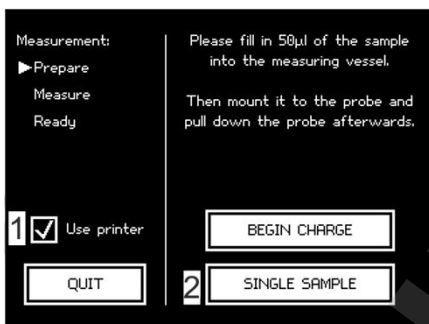 Measurement:
▶Prepare
Measure
Ready
Please fill in 50µl of the sample
into the measuring vessel.
Then mount it to the probe and
pull down the probe afterwards.
1 Use printer
BEGIN CHARGE
QUIT
2 SINGLE SAMPLE